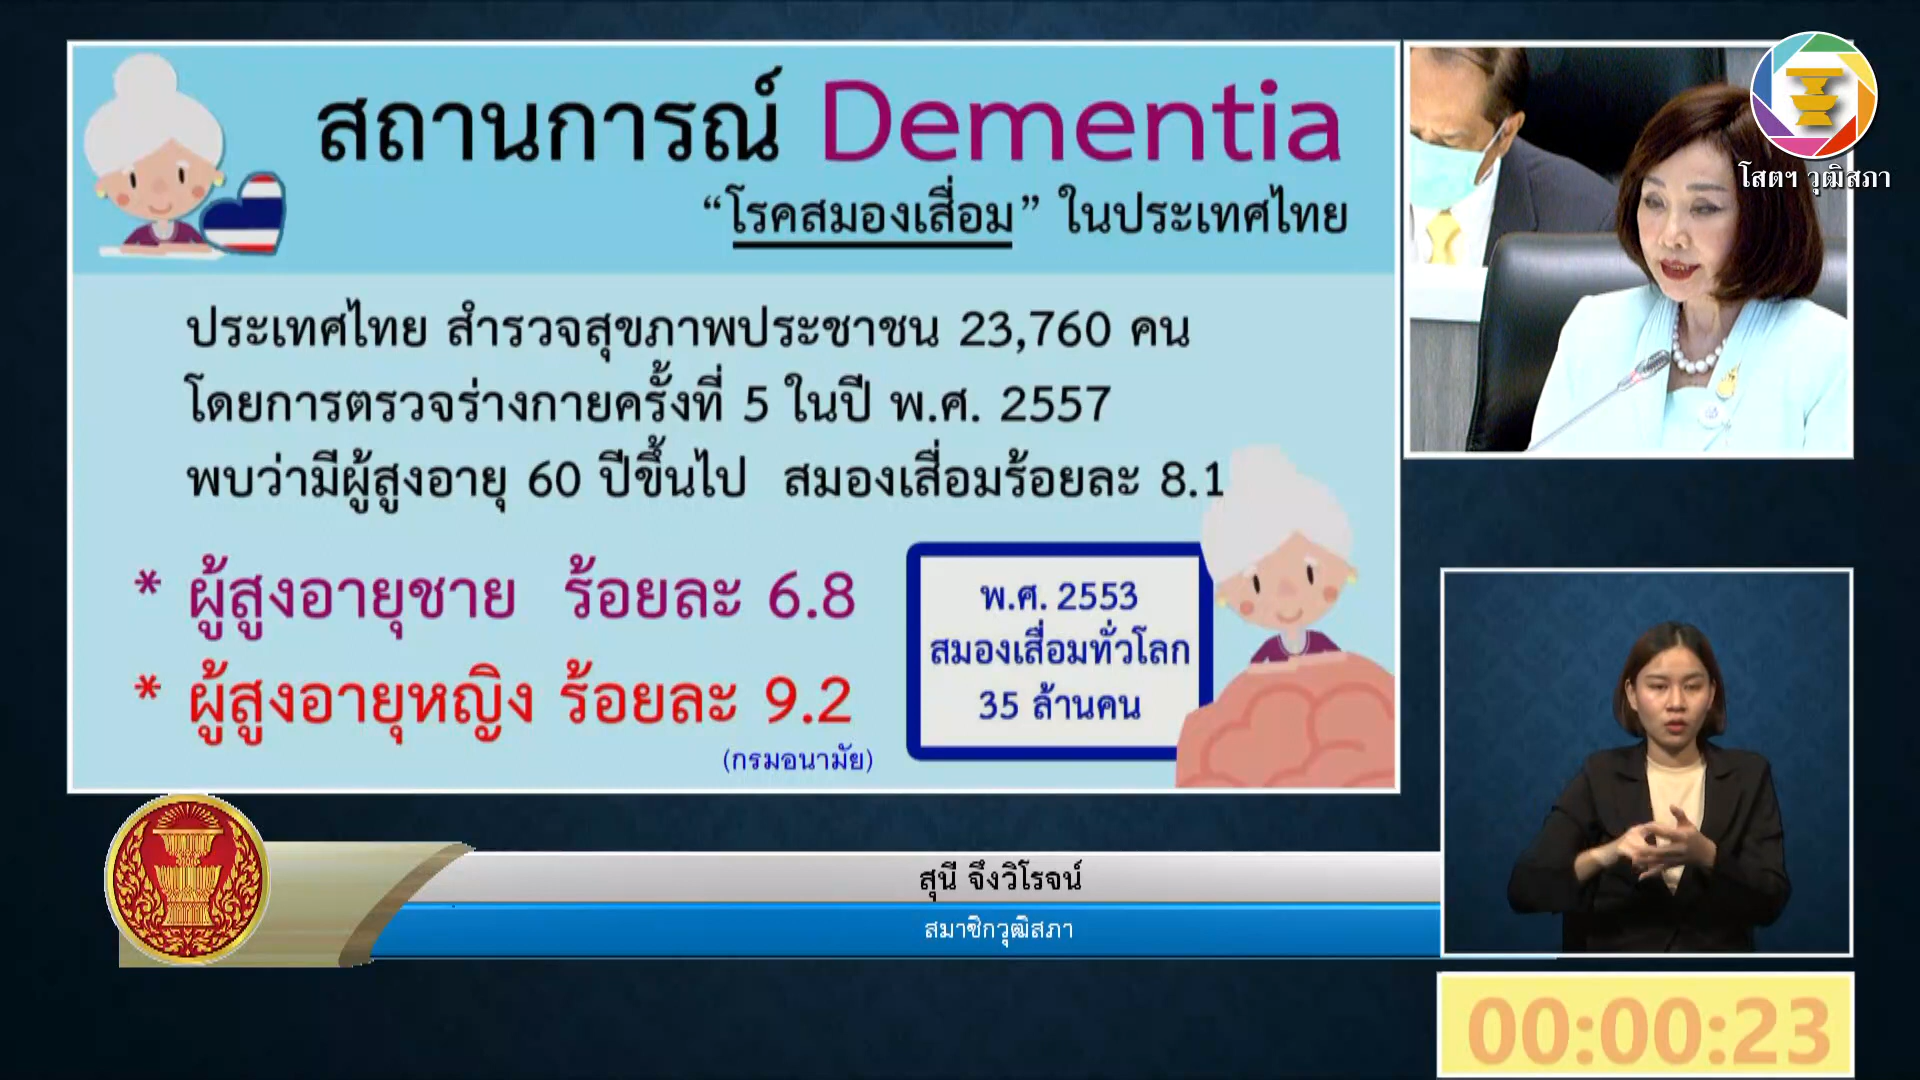 สถานการณ์ Dementia
“โรคสมองเสื่อม” ในประเทศไทย
ประเทศไทย สำรวจสุขภาพประชาชน 23,760 คน
โดยการตรวจร่างกายครั้งที่ 5 ในปี พ.ศ. 2557
พบว่ามีผู้สูงอายุ 60 ปีขึ้นไป สมองเสื่อมร้อยละ 8.1
* ผู้สูงอายุชาย ร้อยละ 6.8
* ผู้สูงอายุหญิง ร้อยละ 9.2
(กรมอนามัย)
พ.ศ. 2553
สมองเสื่อมทั่วโลก
35 ล้านคน
โสตฯ วุฒิสภา
สุนี จึงวิโรจน์
สมาชิกวุฒิสภา
00:00:23